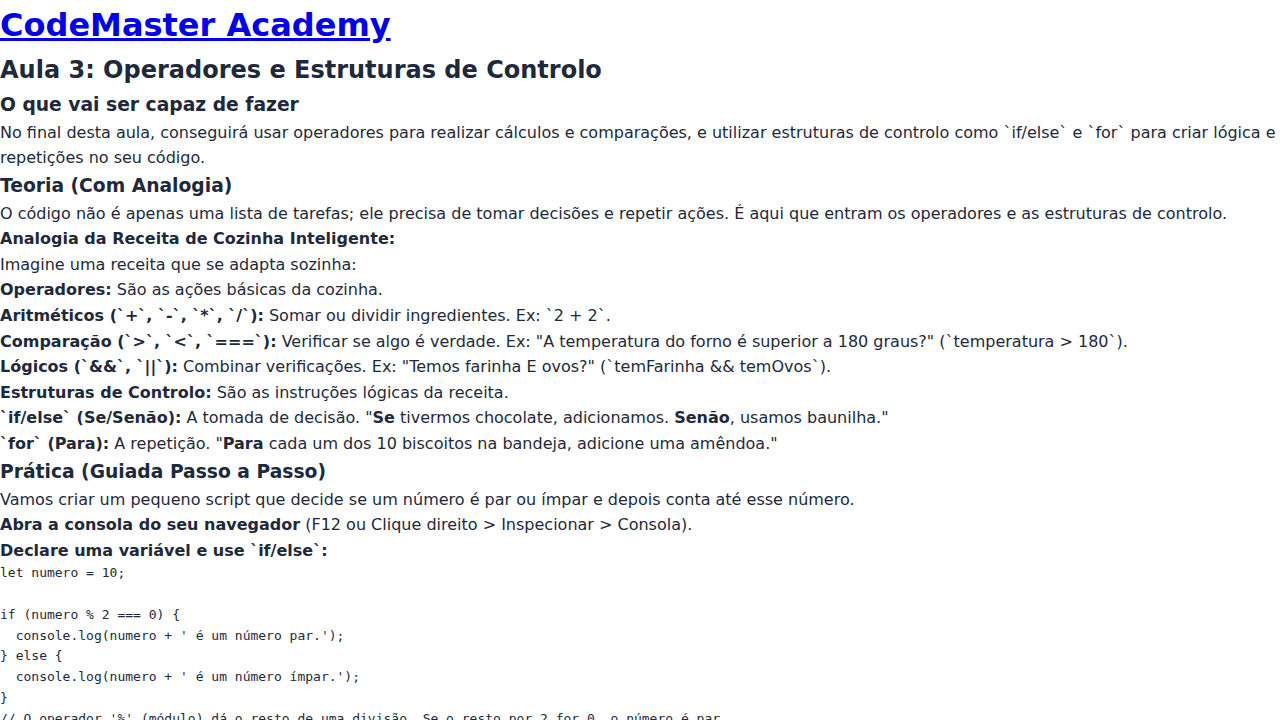 CodeMaster Academy
Aula 3: Operadores e Estruturas de Controlo
O que vai ser capaz de fazer
No final desta aula, conseguirá usar operadores para realizar cálculos e comparações, e utilizar estruturas de controlo como `if/else` e `for` para criar lógica e
repetições no seu código.
Teoria (Com Analogia)
O código não é apenas uma lista de tarefas; ele precisa de tomar decisões e repetir ações. É aqui que entram os operadores e as estruturas de controlo.
Analogia da Receita de Cozinha Inteligente:
Imagine uma receita que se adapta sozinha:
Operadores: São as ações básicas da cozinha.
Aritméticos (`+`, `-`, `*`, `/`): Somar ou dividir ingredientes. Ex: `2 + 2`.
Comparação (`>`, `<`, `===`): Verificar se algo é verdade. Ex: "A temperatura do forno é superior a 180 graus?" (`temperatura > 180`).
Lógicos (`&&`, `||`): Combinar verificações. Ex: "Temos farinha E ovos?" (`temFarinha && temOvos`).
Estruturas de Controlo: São as instruções lógicas da receita.
`if/else` (Se/Senão): A tomada de decisão. "Se tivermos chocolate, adicionamos. Senão, usamos baunilha."
`for` (Para): A repetição. "Para cada um dos 10 biscoitos na bandeja, adicione uma amêndoa."
Prática (Guiada Passo a Passo)
Vamos criar um pequeno script que decide se um número é par ou ímpar e depois conta até esse número.
Abra a consola do seu navegador (F12 ou Clique direito > Inspecionar > Consola).
Declare uma variável e use `if/else`:
let numero = 10;
if (numero % 2 === 0) {
  console.log(numero + ' é um número par.');
} else {
  console.log(numero + ' é um número ímpar.');
}
// O operador '%' (módulo) dá o resto de uma divisão. Se o resto por 2 for 0, o número é par.